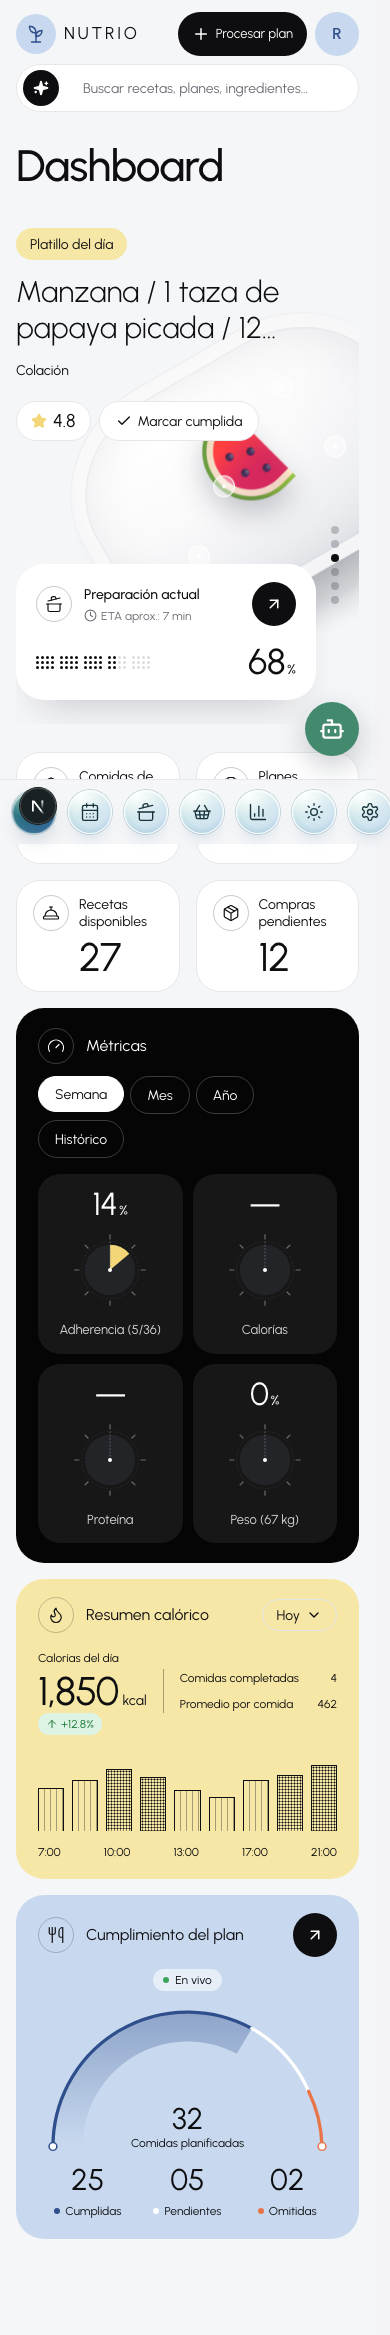 NUTRIO
Procesar plan
R
Buscar recetas, planes, ingredientes...
Dashboard
Platillo del día
Manzana / 1 taza de
papaya picada / 12...
Colación
4.8
Marcar cumplida
Preparación actual
ETA aprox.: 7 min
68%
Comidas de
Planes
N
Recetas
disponibles
27
Compras
pendientes
12
Métricas
Semana
Mes
Año
Histórico
14%
Adherencia (5/36)
—
Calorías
—
Proteína
0%
Peso (67 kg)
Resumen calórico
Hoy
Calorías del día
1,850 kcal
↑ +12.8%
Comidas completadas 4
Promedio por comida 462
7:00 10:00 13:00 17:00 21:00
Cumplimiento del plan
En vivo
32
Comidas planificadas
25
Cumplidas
05
Pendientes
02
Omitidas